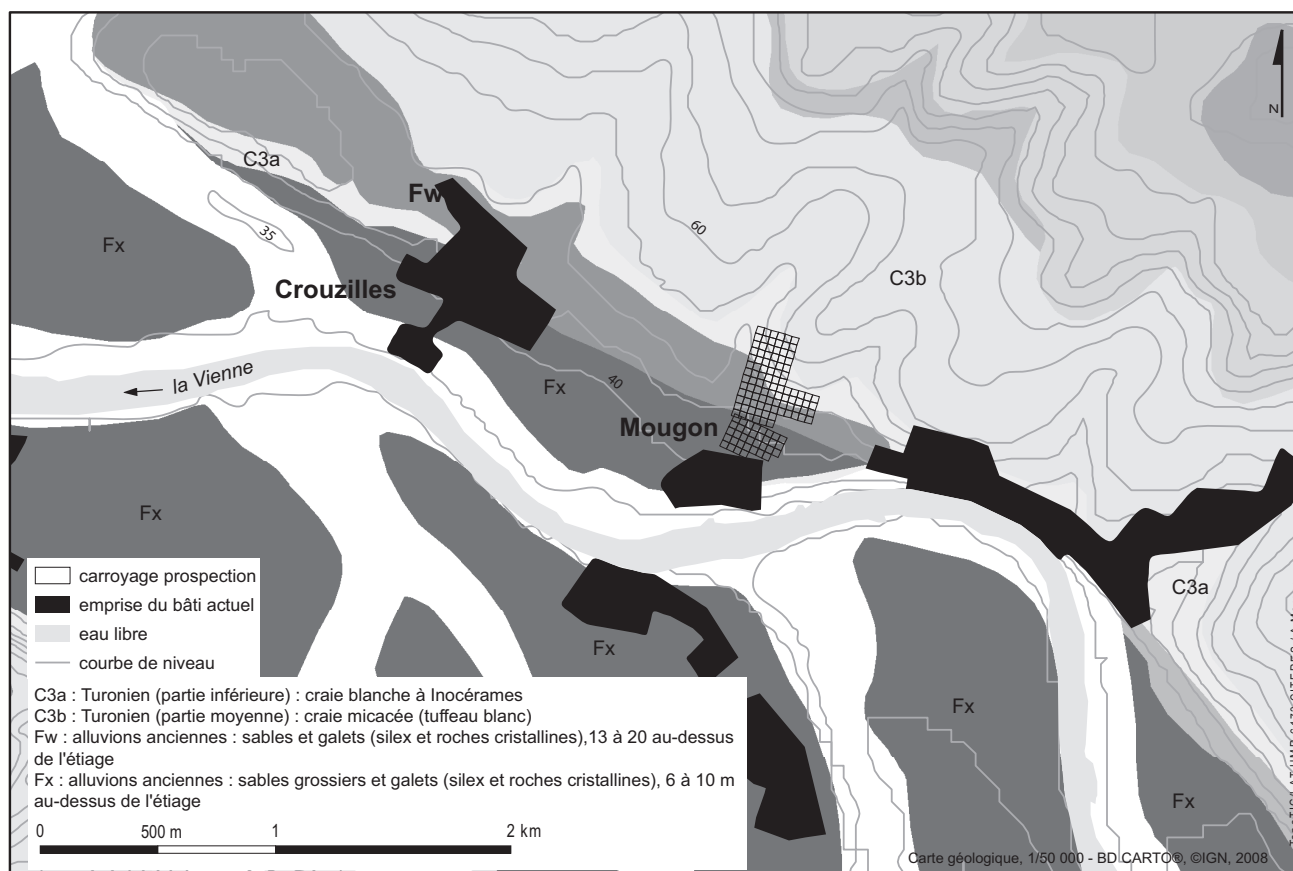 C3a
Fw
60
N
35
Fx
C3b
Crouzilles
la Vienne
Fx
40
Mougon
Fx
C3a
Fx
Fx
Fx
carroyage prospection
emprise du bâti actuel
eau libre
courbe de niveau
C3a : Turonien (partie inférieure) : craie blanche à Inocérames
C3b : Turonien (partie moyenne) : craie micacée (tuffeau blanc)
Fw : alluvions anciennes : sables et galets (silex et roches cristallines),13 à 20 au-dessus
de l'étiage
Fx : alluvions anciennes : sables grossiers et galets (silex et roches cristallines), 6 à 10 m
au-dessus de l'étiage
0 500 m 1 2 km
Carte géologique, 1/50 000 - BD CARTO®, ©IGN, 2008